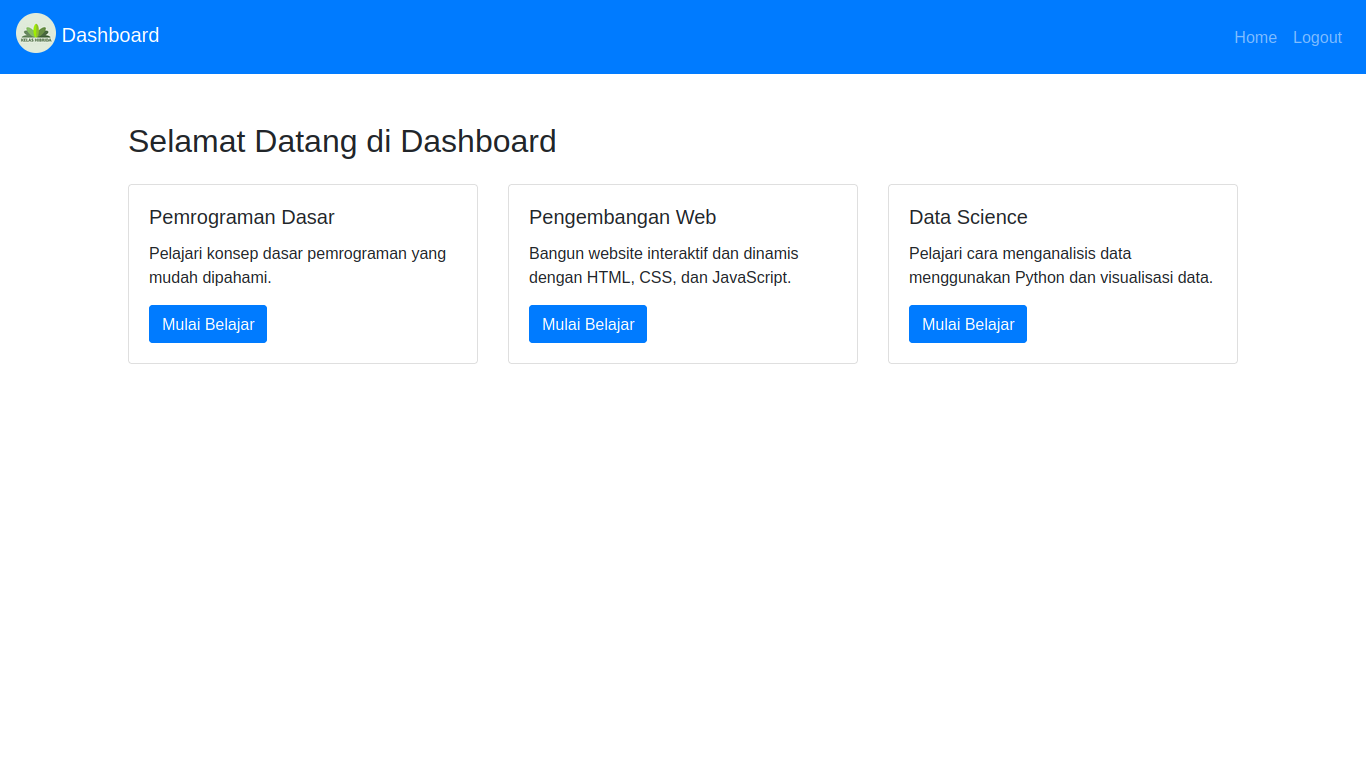 KELAS HIBRIDA
Dashboard
Home
Logout
Selamat Datang di Dashboard
Pemrograman Dasar
Pelajari konsep dasar pemrograman yang
mudah dipahami.
Mulai Belajar
Pengembangan Web
Bangun website interaktif dan dinamis
dengan HTML, CSS, dan JavaScript.
Mulai Belajar
Data Science
Pelajari cara menganalisis data
menggunakan Python dan visualisasi data.
Mulai Belajar